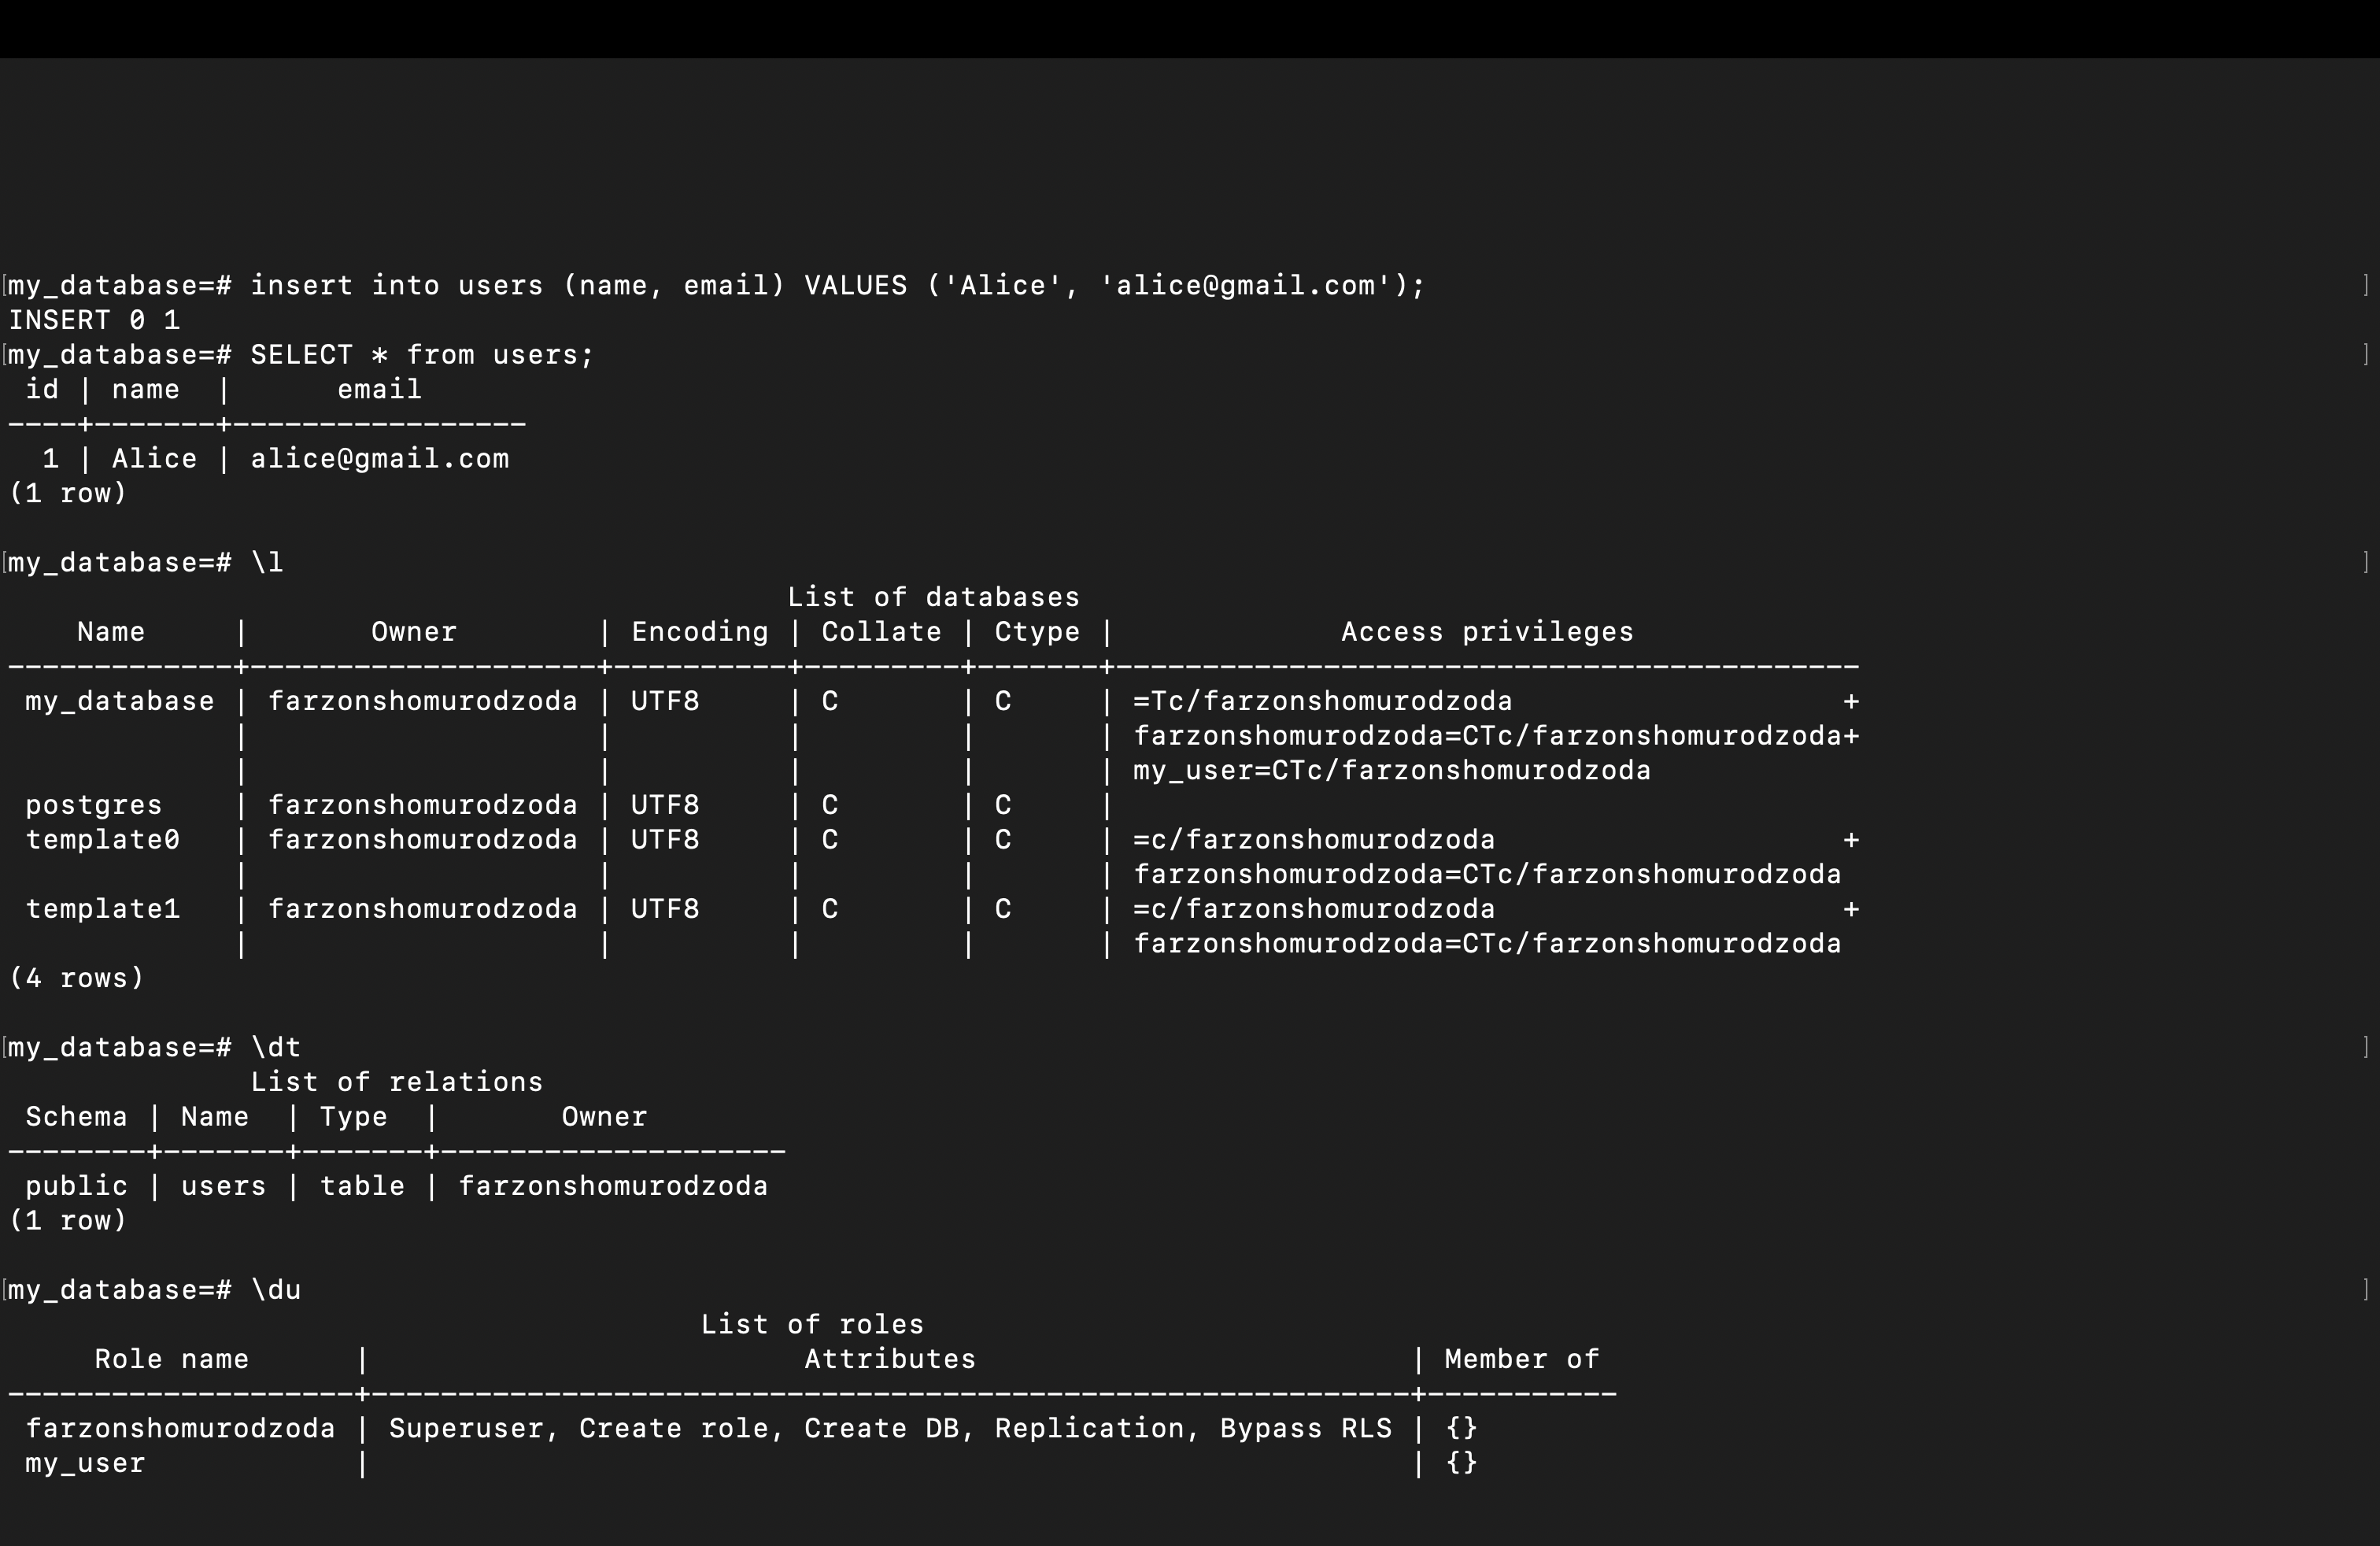 my_database=# insert into users (name, email) VALUES ('Alice', 'alice@gmail.com');
INSERT 0 1
my_database=# SELECT * from users;
 id | name  |      email
----+-------+-----------------
  1 | Alice | alice@gmail.com
(1 row)

my_database=# \l
                                             List of databases
    Name     |       Owner        | Encoding | Collate | Ctype |             Access privileges
-------------+--------------------+----------+---------+-------+-------------------------------------------
 my_database | farzonshomurodzoda | UTF8     | C       | C     | =Tc/farzonshomurodzoda                   +
             |                    |          |         |       | farzonshomurodzoda=CTc/farzonshomurodzoda+
             |                    |          |         |       | my_user=CTc/farzonshomurodzoda
 postgres    | farzonshomurodzoda | UTF8     | C       | C     |
 template0   | farzonshomurodzoda | UTF8     | C       | C     | =c/farzonshomurodzoda                    +
             |                    |          |         |       | farzonshomurodzoda=CTc/farzonshomurodzoda
 template1   | farzonshomurodzoda | UTF8     | C       | C     | =c/farzonshomurodzoda                    +
             |                    |          |         |       | farzonshomurodzoda=CTc/farzonshomurodzoda
(4 rows)

my_database=# \dt
              List of relations
 Schema | Name  | Type  |       Owner
--------+-------+-------+--------------------
 public | users | table | farzonshomurodzoda
(1 row)

my_database=# \du
                                        List of roles
     Role name      |                         Attributes                         | Member of
--------------------+------------------------------------------------------------+-----------
 farzonshomurodzoda | Superuser, Create role, Create DB, Replication, Bypass RLS | {}
 my_user            |                                                            | {}